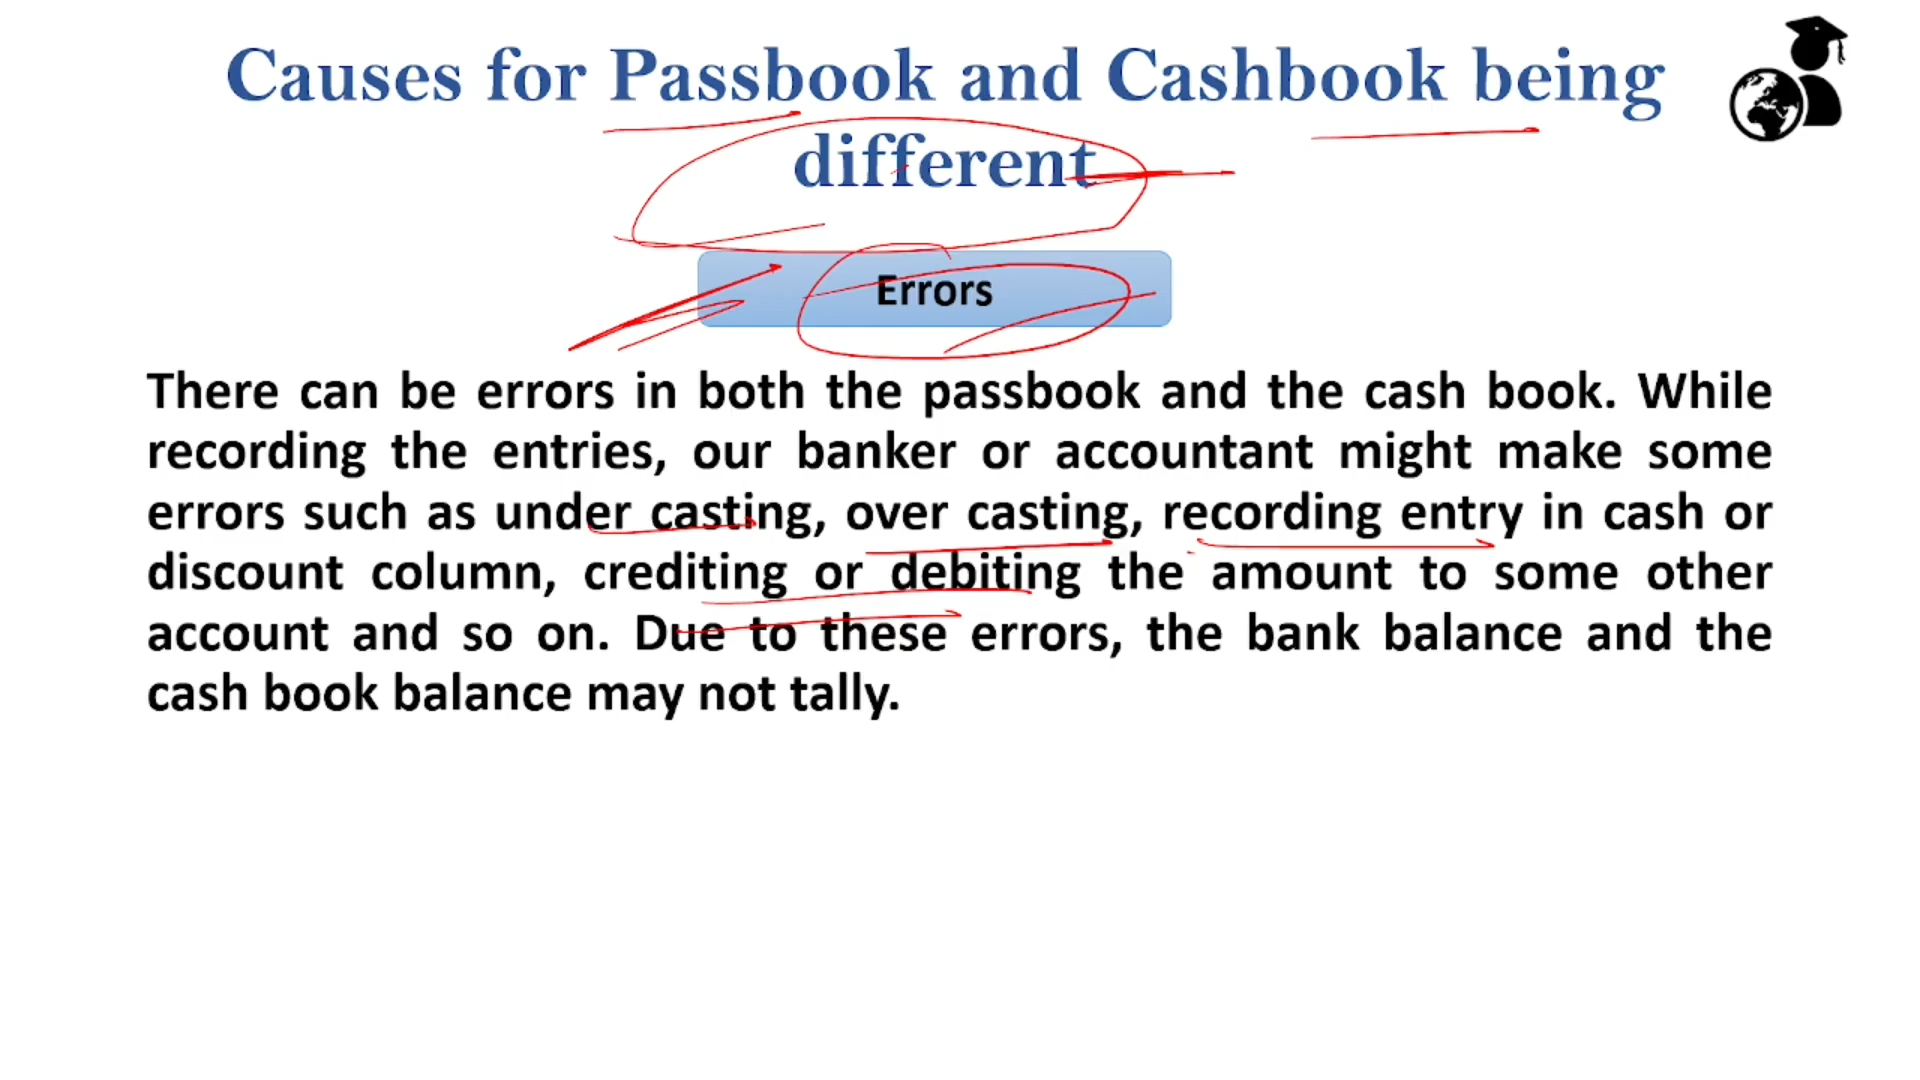 Causes for Passbook and Cashbook being
different
Errors
There can be errors in both the passbook and the cash book. While
recording the entries, our banker or accountant might make some
errors such as under casting, over casting, recording entry in cash or
discount column, crediting or debiting the amount to some other
account and so on. Due to these errors, the bank balance and the
cash book balance may not tally.